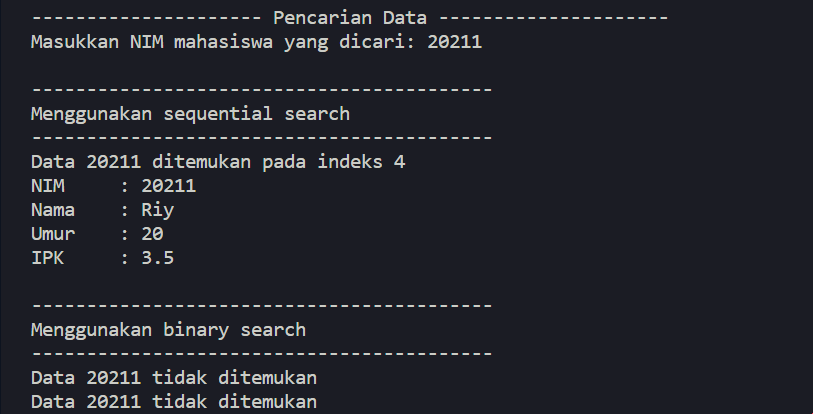 --------------------- Pencarian Data ---------------------
Masukkan NIM mahasiswa yang dicari: 20211
------------------------------------------
Menggunakan sequential search
------------------------------------------
Data 20211 ditemukan pada indeks 4
NIM     : 20211
Nama    : Riy
Umur    : 20
IPK     : 3.5
------------------------------------------
Menggunakan binary search
------------------------------------------
Data 20211 tidak ditemukan
Data 20211 tidak ditemukan